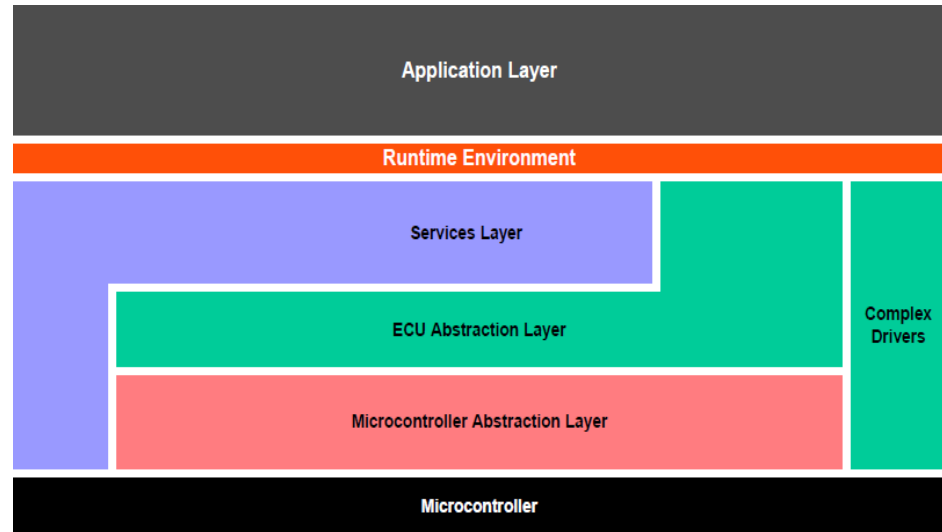 Application Layer
Runtime Environment
Services Layer
ECU Abstraction Layer
Complex
Drivers
Microcontroller Abstraction Layer
Microcontroller